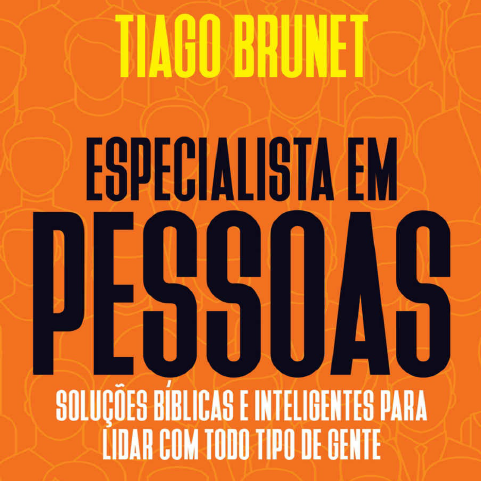 TIAGO BRUNET
ESPECIALISTA EM
PESSOAS
SOLUÇÕES BÍBLICAS E INTELIGENTES PARA
LIDAR COM TODO TIPO DE GENTE